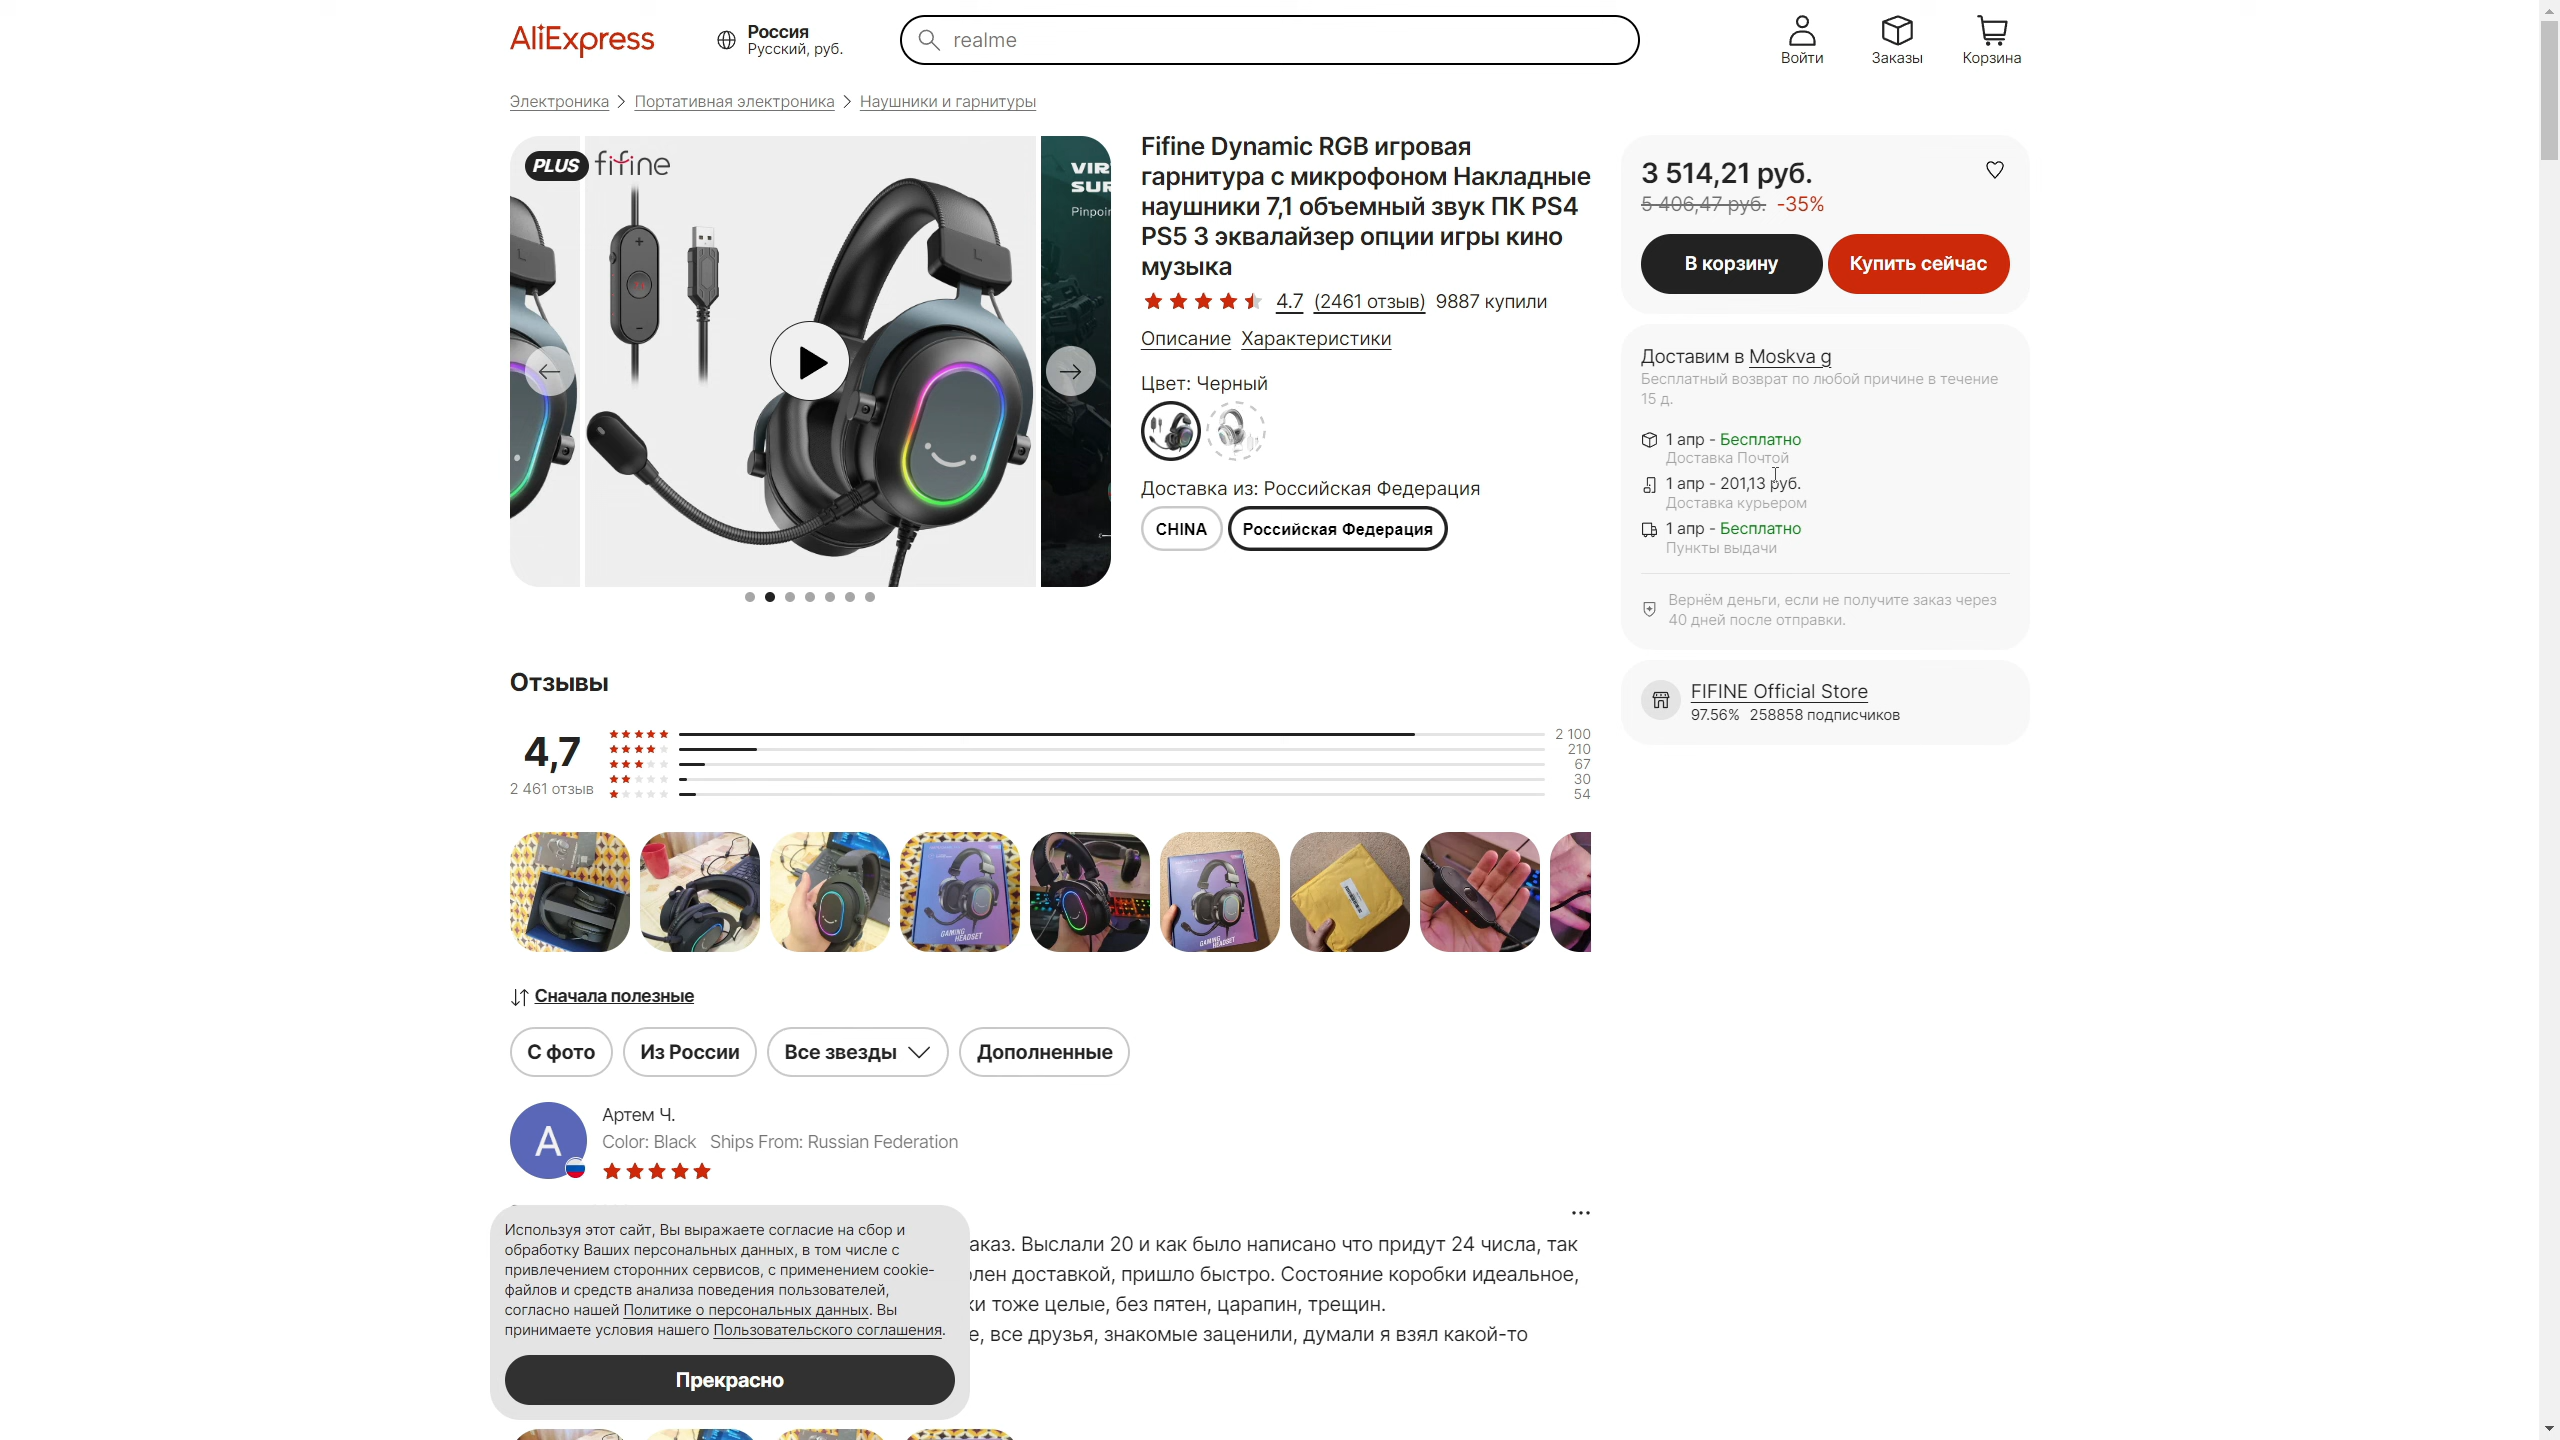 AliExpress
Россия
Русский, руб.
realme
Войти
Заказы
Корзина
Электроника
Портативная электроника
Наушники и гарнитуры
PLUS
fifine
VIR
SUR
Pinpoin
L
L
Fifine Dynamic RGB игровая
гарнитура с микрофоном Накладные
наушники 7,1 объемный звук ПК PS4
PS5 3 эквалайзер опции игры кино
музыка
4.7 (2461 отзыв) 9887 купили
Описание Характеристики
Цвет: Черный
Доставка из: Российская Федерация
CHINA
Российская Федерация
3 514,21 руб.
5 406,47 руб. -35%
В корзину
Купить сейчас
Доставим в Moskva g
Бесплатный возврат по любой причине в течение
15 д.
1 апр - Бесплатно
Доставка Почтой
1 апр - 201,13 руб.
Доставка курьером
1 апр - Бесплатно
Пункты выдачи
Вернём деньги, если не получите заказ через
40 дней после отправки.
FIFINE Official Store
97.56% 258858 подписчиков
Отзывы
4,7
2 461 отзыв
2 100
210
67
30
54
GAMING
HEADSET
GAMING
HEADSET
Сначала полезные
С фото
Из России
Все звезды
Дополненные
А
Артем Ч.
Color: Black Ships From: Russian Federation
аказ. Выслали 20 и как было написано что придут 24 числа, так
лен доставкой, пришло быстро. Состояние коробки идеальное,
ки тоже целые, без пятен, царапин, трещин.
е, все друзья, знакомые заценили, думали я взял какой-то
Используя этот сайт, Вы выражаете согласие на сбор и
обработку Ваших персональных данных, в том числе с
привлечением сторонних сервисов, с применением cookie-
файлов и средств анализа поведения пользователей,
согласно нашей Политике о персональных данных. Вы
принимаете условия нашего Пользовательского соглашения.
Прекрасно